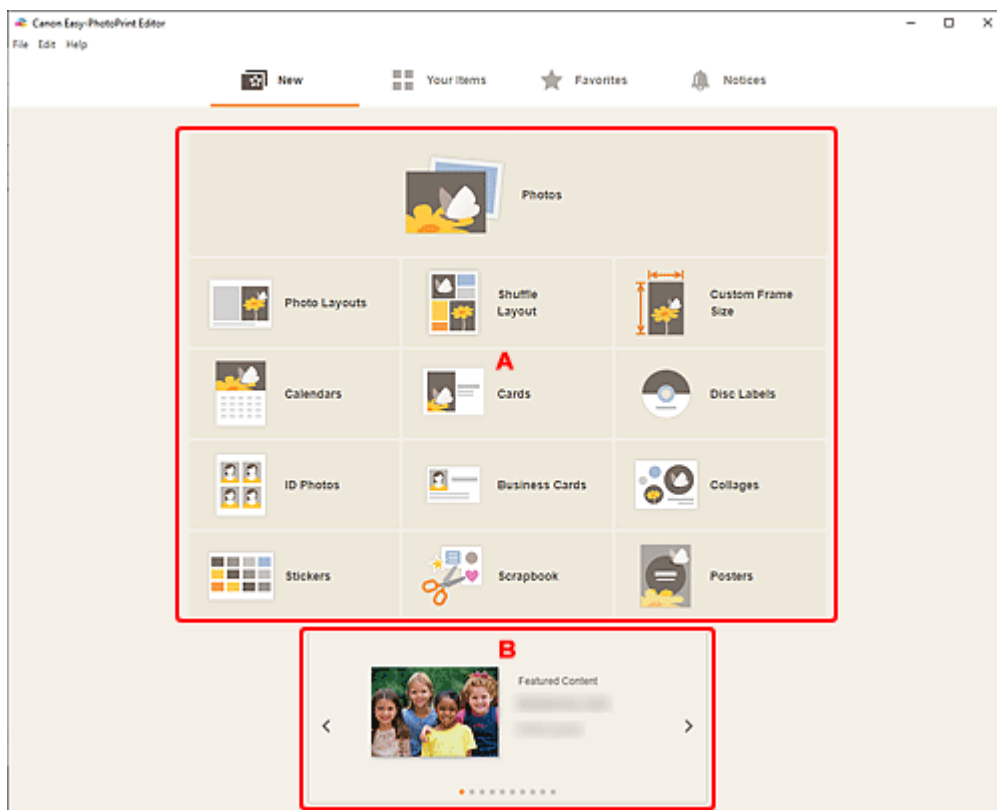 Canon Easy-PhotoPrint Editor
File Edit Help
New Your Items Favorites Notices
Photos
Photo Layouts
Shuffle
Layout
Custom Frame
Size
A
Calendars
Cards
Disc Labels
ID Photos
Business Cards
Collages
Stickers
Scrapbook
Posters
B
Featured Content